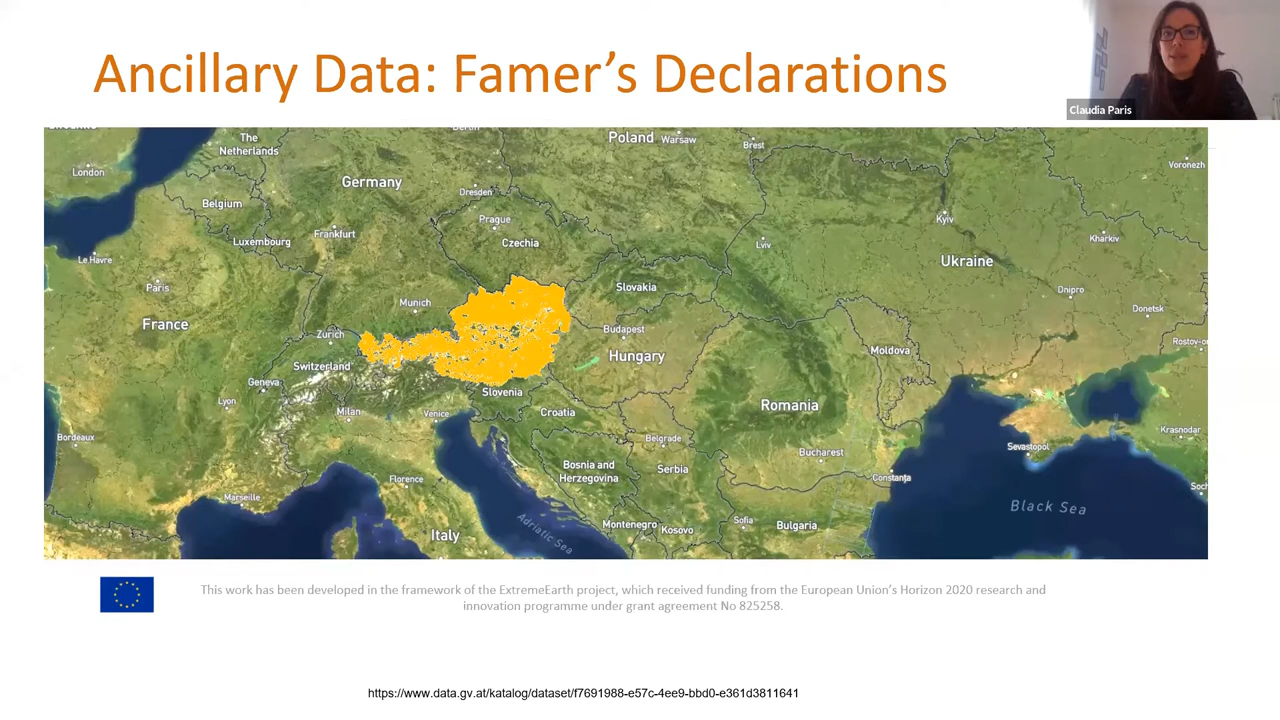 Ancillary Data: Famer's Declarations
Claudia Paris
The
Netherlands
Poland
Warsaw
Brest
Voronezh
London
Germany
Belgium
Dresden
Prague
Kyiv
Kharkiv
Luxembourg
Frankfurt
Czechia
Lviv
Le Havre
Ukraine
Paris
Slovakia
Dnipro
Munich
Donetsk
France
Zurich
Budapest
Hungary
Moldova
Switzerland
Geneva
Slovenia
Lyon
Milan
Venice
Croatia
Romania
Bordeaux
Belgrade
Bucharest
Krasnodar
Sevastopol
Bosnia and
Herzegovina
Serbia
Florence
Constanța
Marseille
Black Sea
Adriatic Sea
Montenegro
Kosovo
Sofia
Bulgaria
Italy
This work has been developed in the framework of the ExtremeEarth project, which received funding from the European Union's Horizon 2020 research and
innovation programme under grant agreement No 825258.
https://www.data.gv.at/katalog/dataset/f7691988-e57c-4ee9-bbd0-e361d3811641